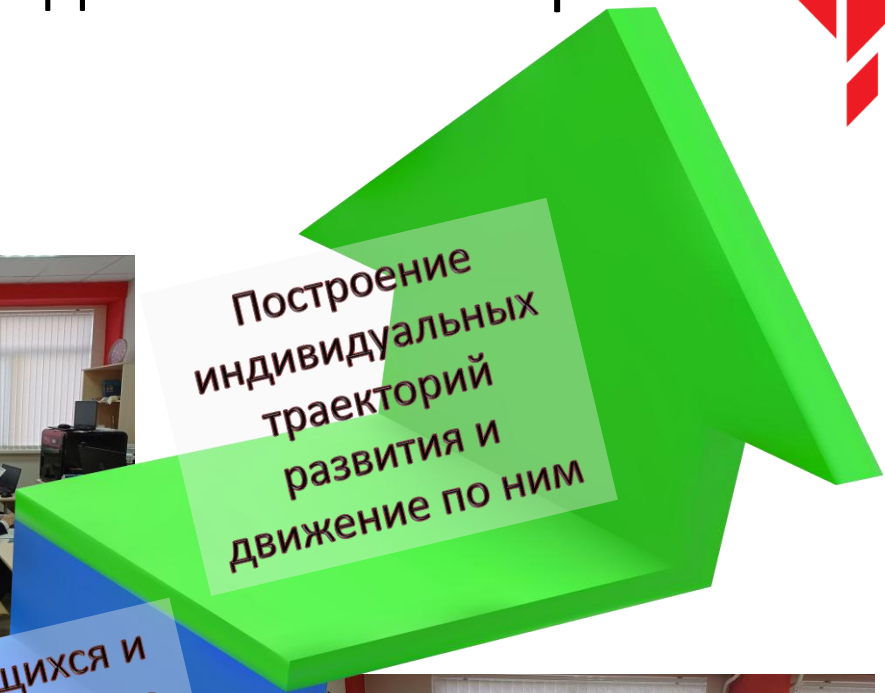 Построение
индивидуальных
траекторий
развития и
движение по ним
щихся и